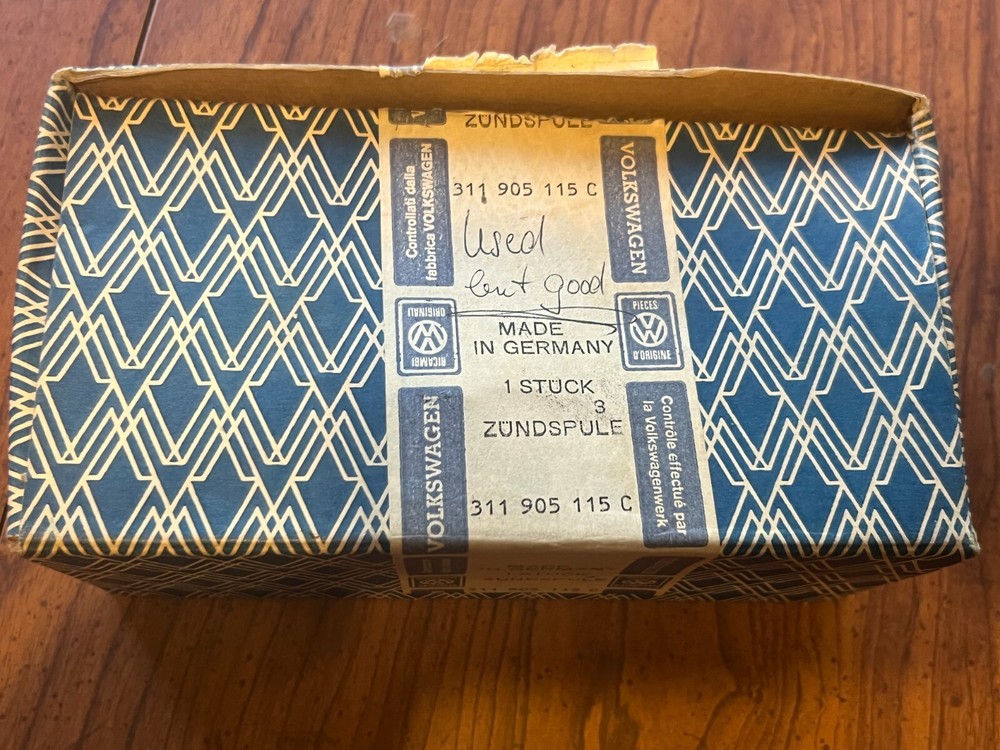 ZÜNDSPULE
Controllati dalla
fabbrica VOLKSWAGEN
311 905 115 C
VOLKSWAGEN
Used
but good
ORIGINALI
RICAMBI
PIECES
D'ORIGINE
MADE
IN GERMANY
1 STÜCK
3
ZÜNDSPULE
VOLKSWAGEN
Contrôle effectué par
la Volkswagenwerk
311 905 115 C